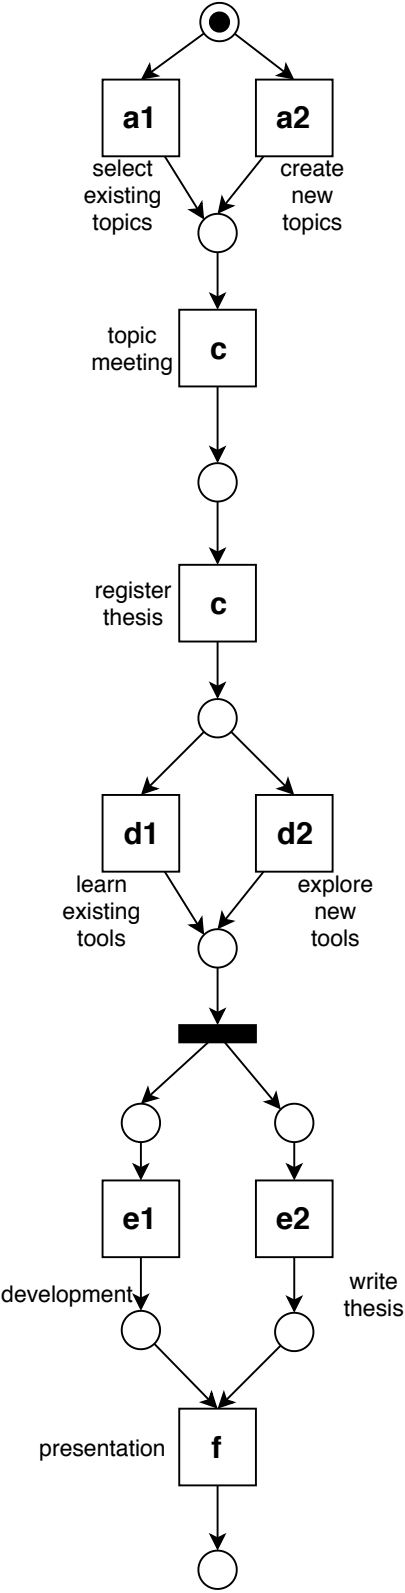 a1
a2
select
existing
topics
create
new
topics
topic
meeting
c
register
thesis
c
d1
d2
learn
existing
tools
explore
new
tools
e1
e2
development
write
thesis
presentation
f